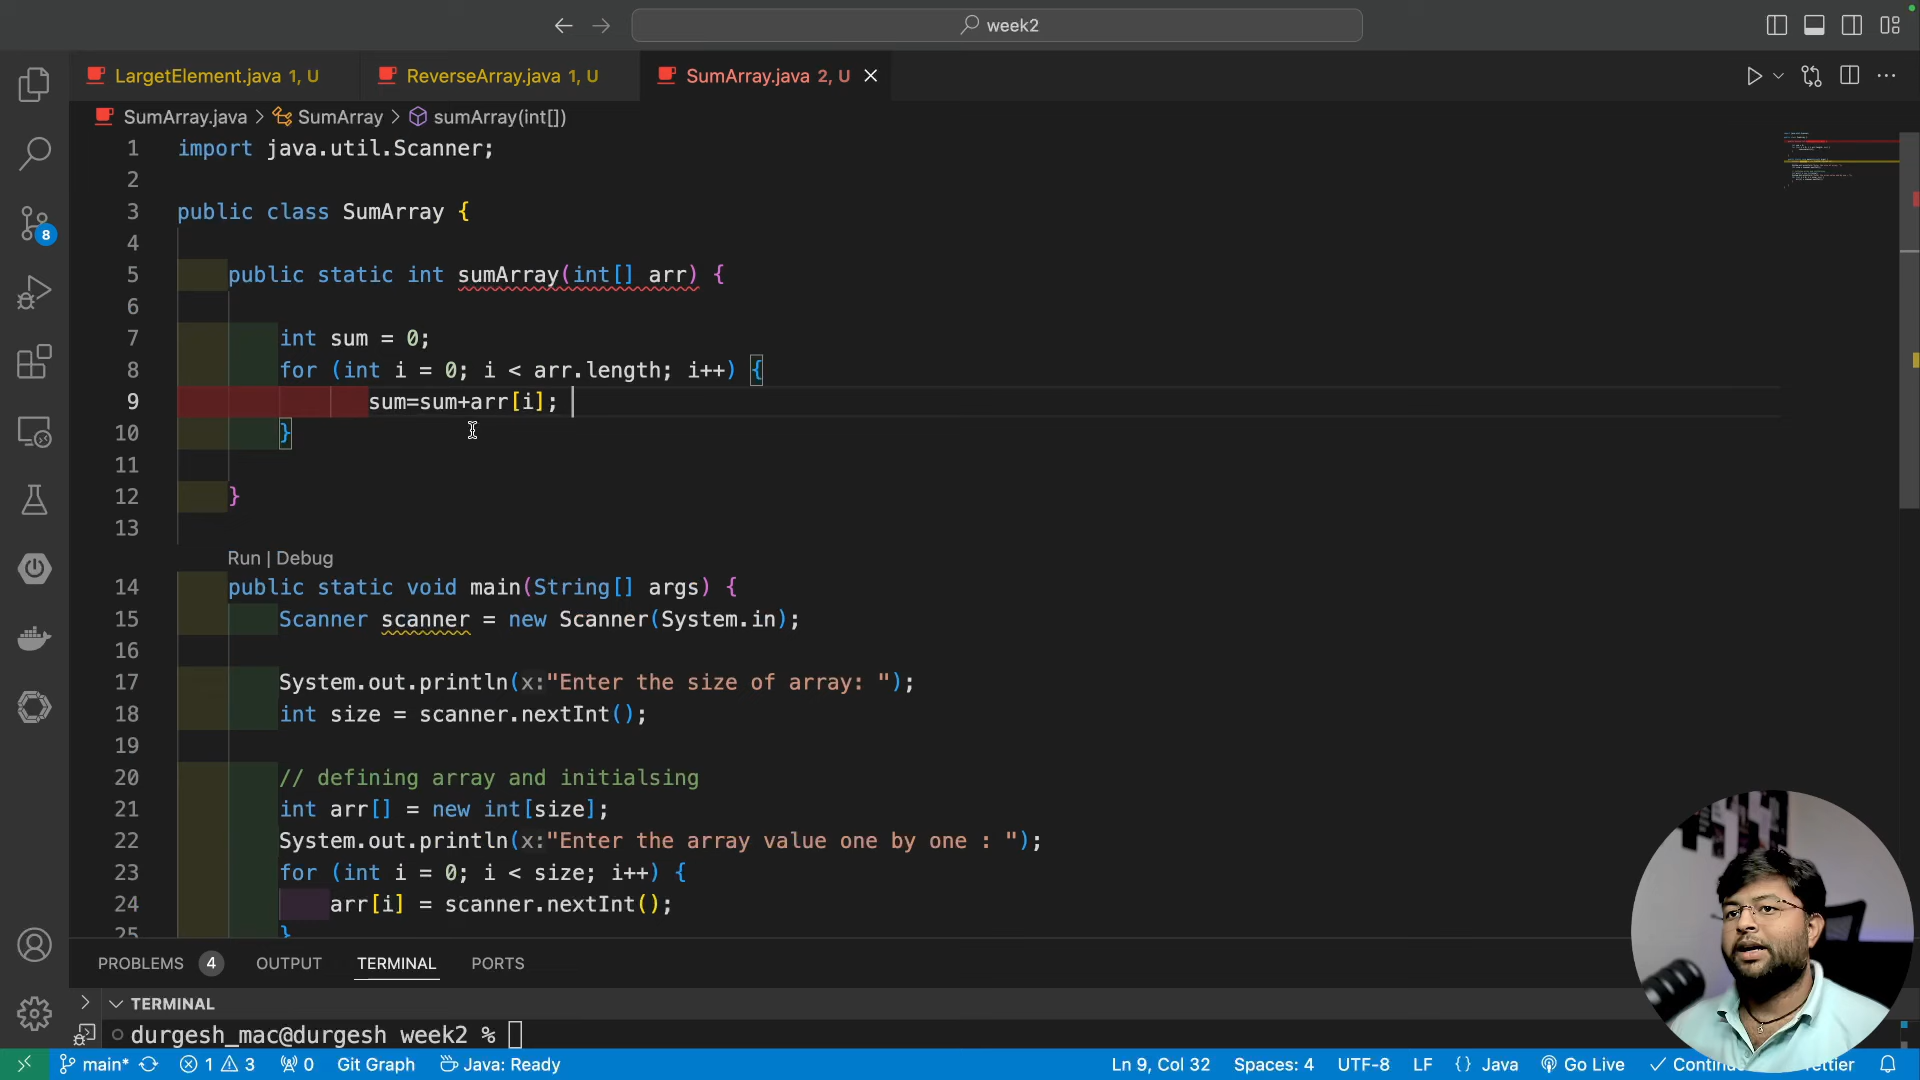 week2
LargetElement.java 1, U
ReverseArray.java 1, U
SumArray.java 2, U
SumArray.java > SumArray > sumArray(int[])
1 import java.util.Scanner;
2
3 public class SumArray {
4
5 public static int sumArray(int[] arr) {
6
7 int sum = 0;
8 for (int i = 0; i < arr.length; i++) {
9 sum=sum+arr[i];
10 }
11
12 }
13
Run | Debug
14 public static void main(String[] args) {
15 Scanner scanner = new Scanner(System.in);
16
17 System.out.println(x:"Enter the size of array: ");
18 int size = scanner.nextInt();
19
20 // defining array and initialsing
21 int arr[] = new int[size];
22 System.out.println(x:"Enter the array value one by one : ");
23 for (int i = 0; i < size; i++) {
24 arr[i] = scanner.nextInt();
25 }
8
PROBLEMS 4 OUTPUT TERMINAL PORTS
TERMINAL
durgesh_mac@durgesh week2 %
main* 1 3 0 Git Graph Java: Ready Ln 9, Col 32 Spaces: 4 UTF-8 LF {} Java Go Live